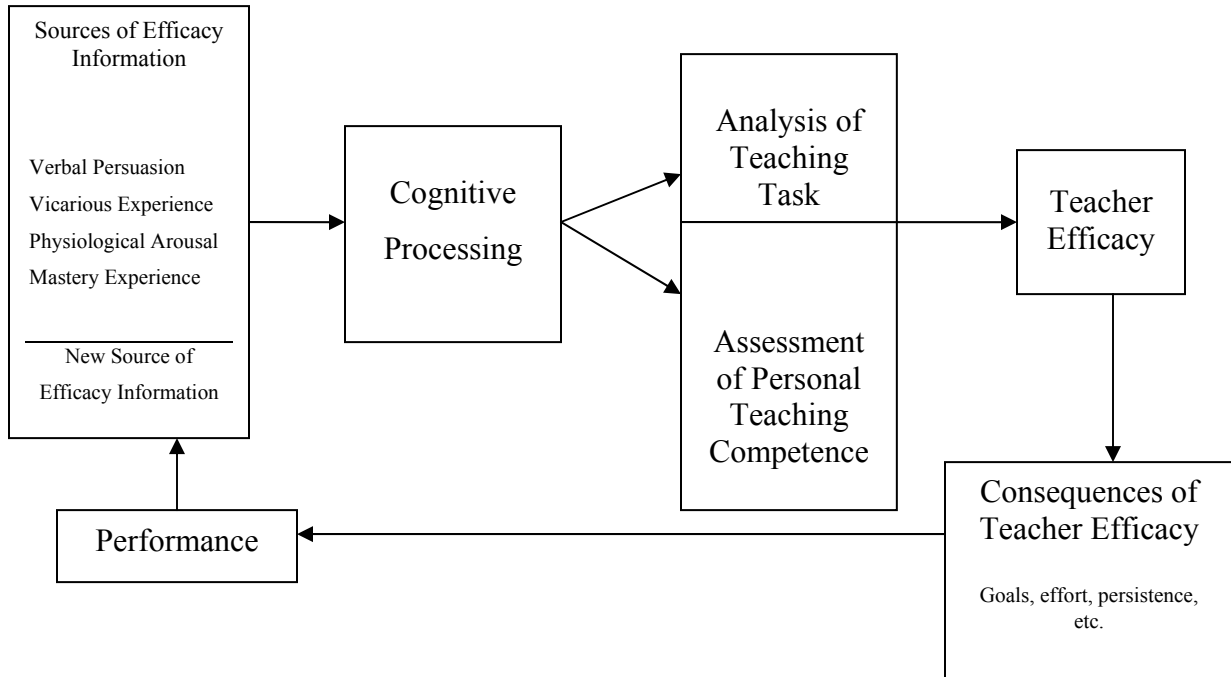 Sources of Efficacy
Information
Verbal Persuasion
Vicarious Experience
Physiological Arousal
Mastery Experience
New Source of
Efficacy Information
Cognitive
Processing
Analysis of
Teaching
Task
Assessment
of Personal
Teaching
Competence
Teacher
Efficacy
Consequences of
Teacher Efficacy
Goals, effort, persistence,
etc.
Performance